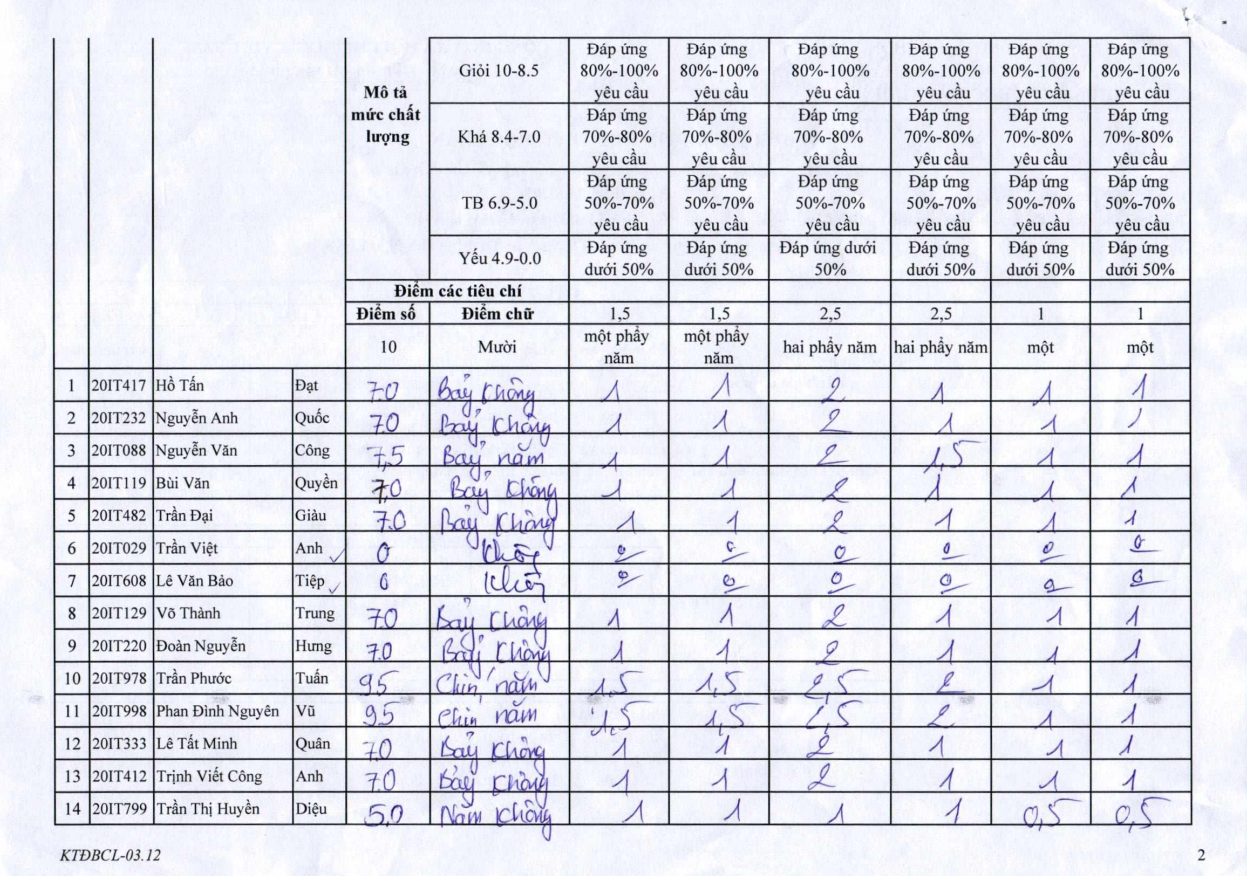 Mô tả mức chất lượng
Giỏi 10-8.5 Đáp ứng 80%-100% yêu cầu Đáp ứng 80%-100% yêu cầu Đáp ứng 80%-100% yêu cầu Đáp ứng 80%-100% yêu cầu Đáp ứng 80%-100% yêu cầu Đáp ứng 80%-100% yêu cầu
Khá 8.4-7.0 Đáp ứng 70%-80% yêu cầu Đáp ứng 70%-80% yêu cầu Đáp ứng 70%-80% yêu cầu Đáp ứng 70%-80% yêu cầu Đáp ứng 70%-80% yêu cầu Đáp ứng 70%-80% yêu cầu
TB 6.9-5.0 Đáp ứng 50%-70% yêu cầu Đáp ứng 50%-70% yêu cầu Đáp ứng 50%-70% yêu cầu Đáp ứng 50%-70% yêu cầu Đáp ứng 50%-70% yêu cầu Đáp ứng 50%-70% yêu cầu
Yếu 4.9-0.0 Đáp ứng dưới 50% Đáp ứng dưới 50% Đáp ứng dưới 50% Đáp ứng dưới 50% Đáp ứng dưới 50% Đáp ứng dưới 50%
Điểm các tiêu chí
Điểm số Điểm chữ 1,5 1,5 2,5 2,5 1 1
10 Mười một phẩy năm một phẩy năm hai phẩy năm hai phẩy năm một một
1 20IT417 Hồ Tấn Đạt 7.0 Bảy Không 1 1 2 1 1 1
2 20IT232 Nguyễn Anh Quốc 7.0 Bảy Không 1 1 2 1 1 1
3 20IT088 Nguyễn Văn Công 7,5 Bảy, năm 1 1 2 1,5 1 1
4 20IT119 Bùi Văn Quyền 7.0 Bảy Không 1 1 2 1 1 1
5 20IT482 Trần Đại Giàu 7.0 Bảy Không 1 1 2 1 1 1
6 20IT029 Trần Việt Anh 0 Không 0 0 0 0 0 0
7 20IT608 Lê Văn Bảo Tiệp 0 Không 0 0 0 0 0 0
8 20IT129 Võ Thành Trung 7.0 Bảy Không 1 1 2 1 1 1
9 20IT220 Đoàn Nguyễn Hưng 7.0 Bảy Không 1 1 2 1 1 1
10 20IT978 Trần Phước Tuấn 9.5 Chín, năm 1,5 1,5 2,5 2 1 1
11 20IT998 Phan Đình Nguyên Vũ 9.5 Chín năm 1,5 1,5 2,5 2 1 1
12 20IT333 Lê Tất Minh Quân 7.0 Bảy Không 1 1 2 1 1 1
13 20IT412 Trịnh Viết Công Anh 7.0 Bảy Không 1 1 2 1 1 1
14 20IT799 Trần Thị Huyền Diệu 5.0 Năm Không 1 1 1 1 0,5 0,5
KTĐBCL-03.12
2